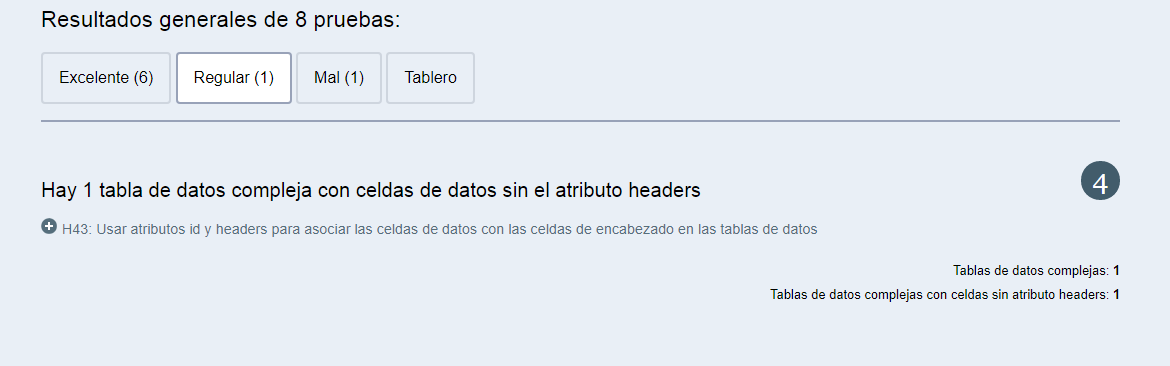 Resultados generales de 8 pruebas:
Excelente (6)
Regular (1)
Mal (1)
Tablero
Hay 1 tabla de datos compleja con celdas de datos sin el atributo headers
4
H43: Usar atributos id y headers para asociar las celdas de datos con las celdas de encabezado en las tablas de datos
Tablas de datos complejas: 1
Tablas de datos complejas con celdas sin atributo headers: 1